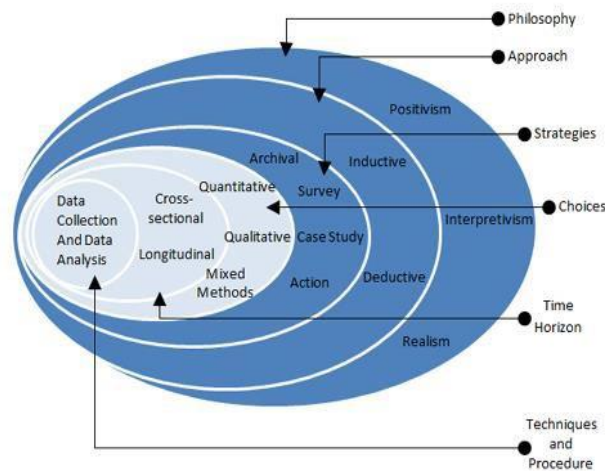 Philosophy
Approach
Positivism
Strategies
Archival
Inductive
Quantitative
Survey
Cross-
sectional
Data
Collection
And Data
Analysis
Choices
Interpretivism
Qualitative
Case Study
Longitudinal
Mixed
Methods
Action
Deductive
Time
Horizon
Realism
Techniques
and
Procedure